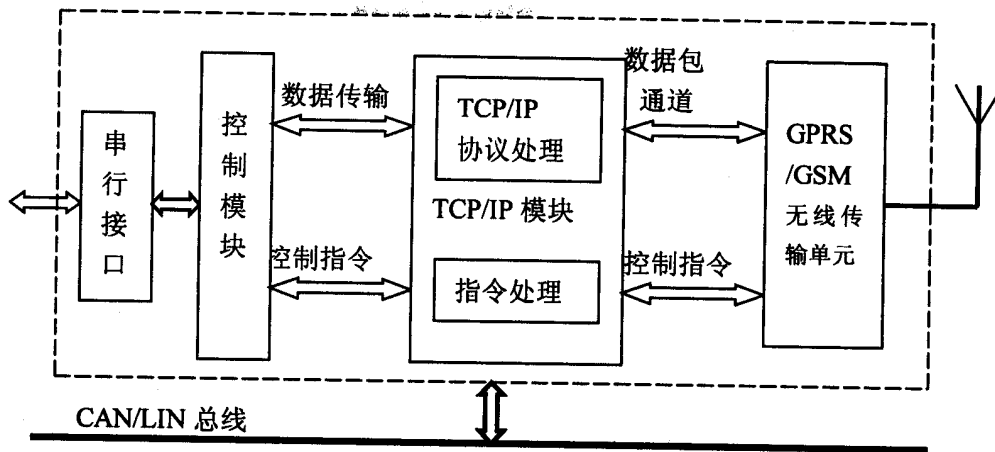 数据传输
数据包
通道
串行接口
控制模块
TCP/IP
协议处理
TCP/IP 模块
GPRS
/GSM
无线传
输单元
控制指令
指令处理
控制指令
CAN/LIN 总线